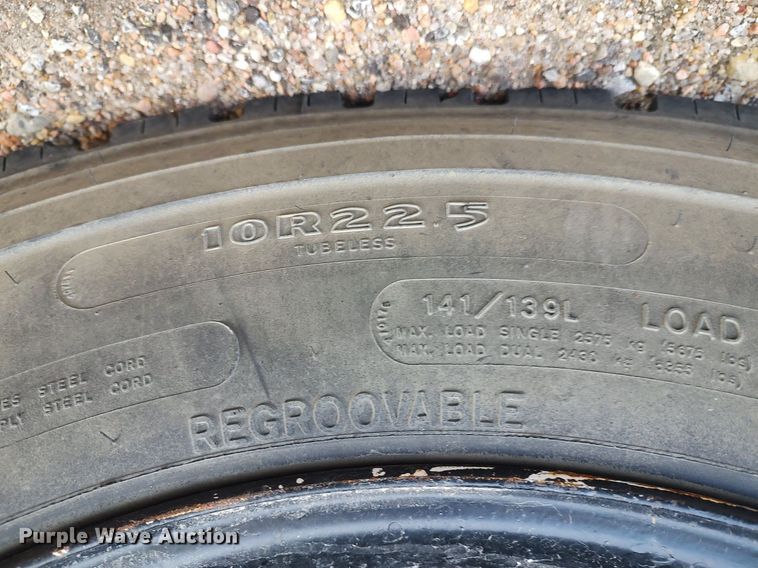 10R22.5
TUBELESS
141/139L LOAD
MAX. LOAD SINGLE 2575 kg (5675 lbs)
MAX. LOAD DUAL 2430 kg (5355 lbs)
STEEL CORD
PLY STEEL CORD
REGROOVABLE
Purple Wave Auction